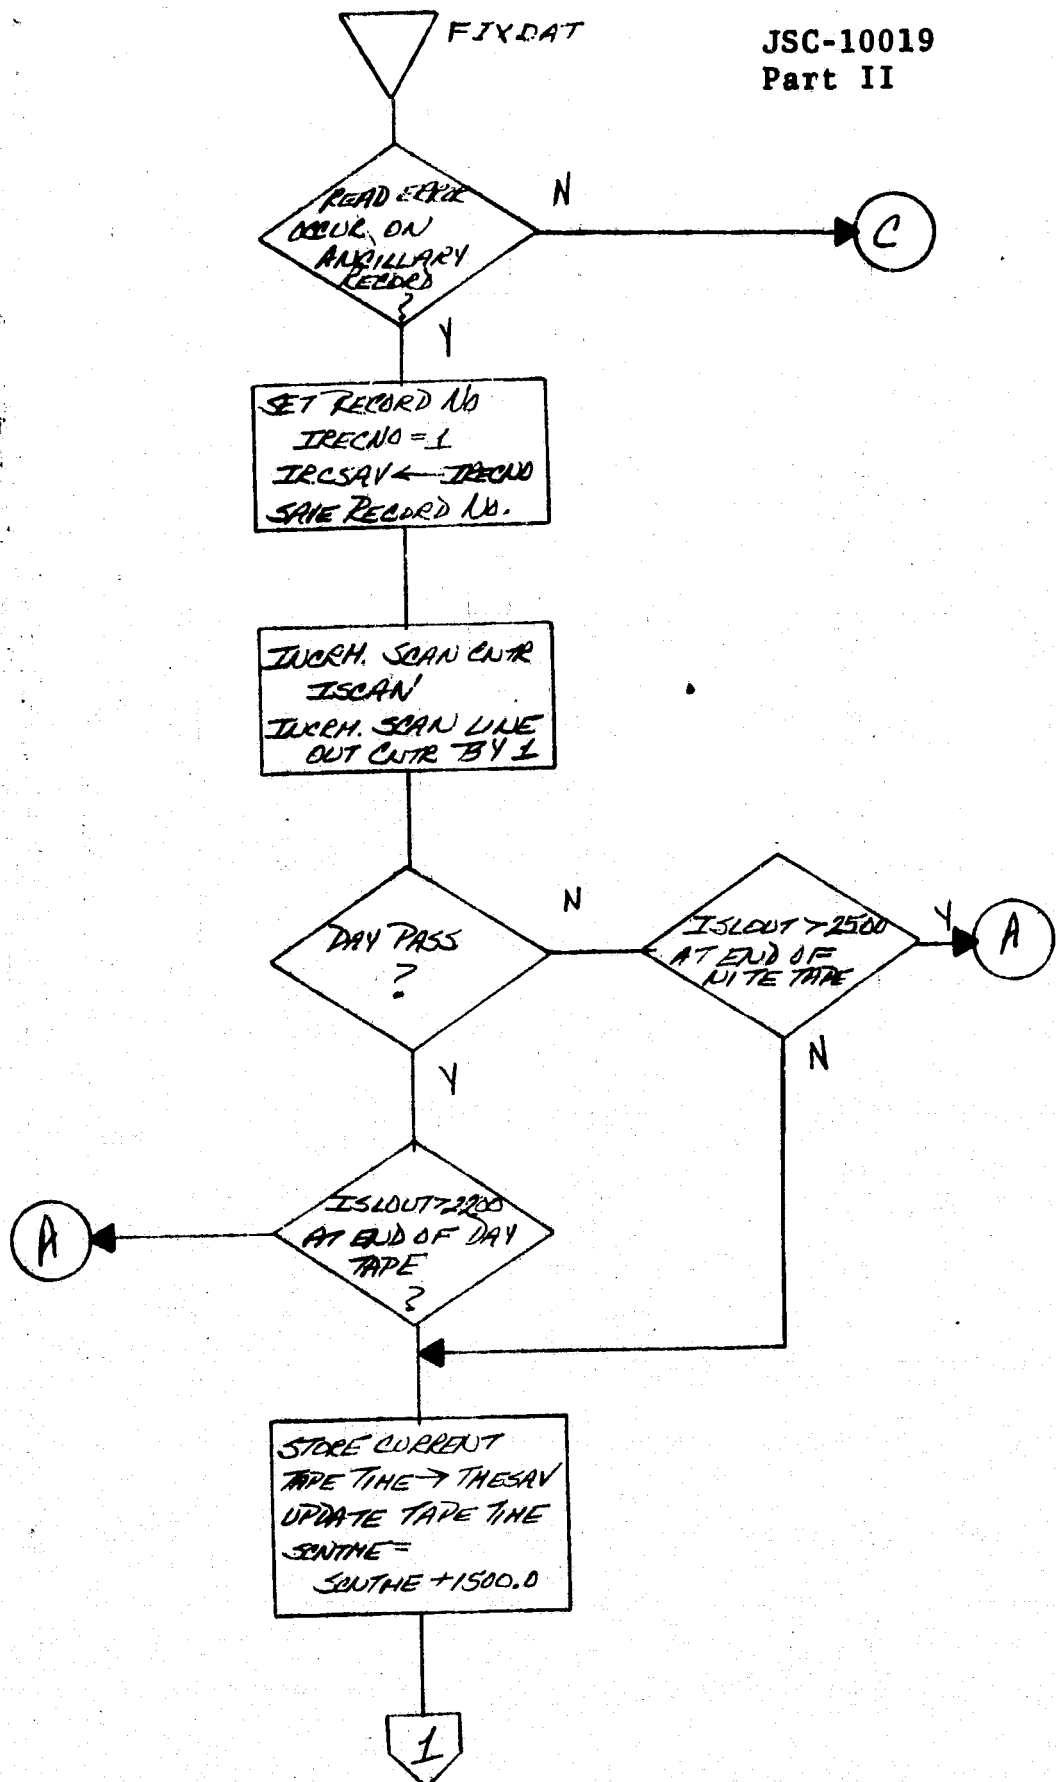 FIXDAT
JSC-10019
Part II
READ ERROR
OCCUR ON
ANCILLARY
RECORD
?
N
C
Y
SET RECORD NO
IRECNO = 1
IRCSAV ← IRECNO
SAVE RECORD NO.
INCRM. SCAN CNTR
ISCAN
INCRM. SCAN LINE
OUT CNTR BY 1
DAY PASS
?
N
ISLOUT > 2500
AT END OF
NITE TAPE
Y
A
N
Y
ISLOUT > 2200
AT END OF DAY
TAPE
?
A
STORE CURRENT
TAPE TIME → TMESAV
UPDATE TAPE TIME
SCNTME =
SCNTME + 1500.0
1